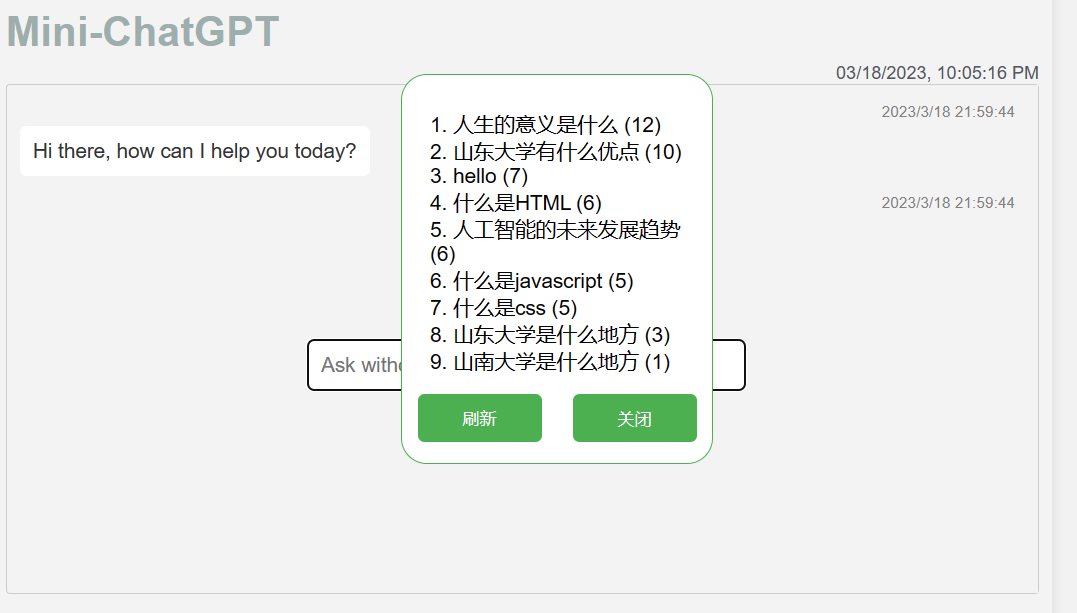 Mini-ChatGPT
03/18/2023, 10:05:16 PM
2023/3/18 21:59:44
Hi there, how can I help you today?
2023/3/18 21:59:44
1. 人生的意义是什么 (12)
2. 山东大学有什么优点 (10)
3. hello (7)
4. 什么是HTML (6)
5. 人工智能的未来发展趋势
(6)
6. 什么是javascript (5)
7. 什么是css (5)
8. 山东大学是什么地方 (3)
9. 山南大学是什么地方 (1)
Ask
刷新
关闭